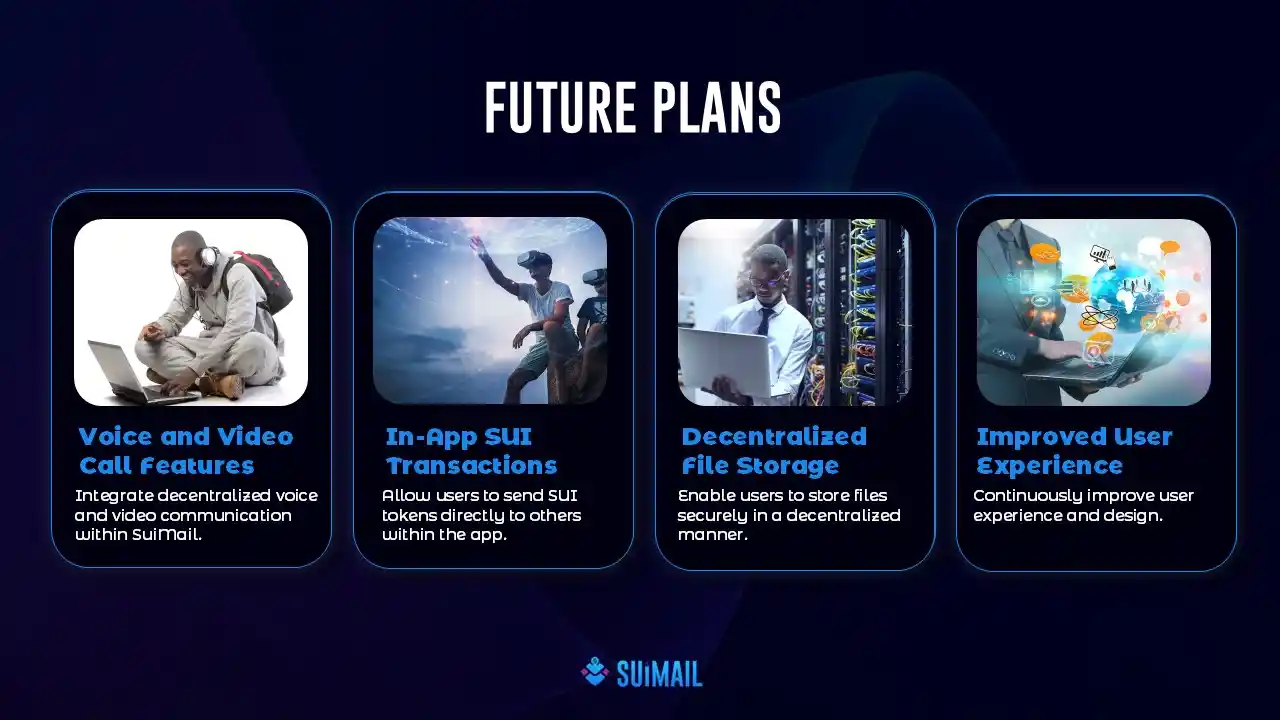 FUTURE PLANS
Voice and Video
Call Features
Integrate decentralized voice
and video communication
within SuiMail.
In-App SUI
Transactions
Allow users to send SUI
tokens directly to others
within the app.
Decentralized
File Storage
Enable users to store files
securely in a decentralized
manner.
Improved User
Experience
Continuously improve user
experience and design.
SUiMAIL